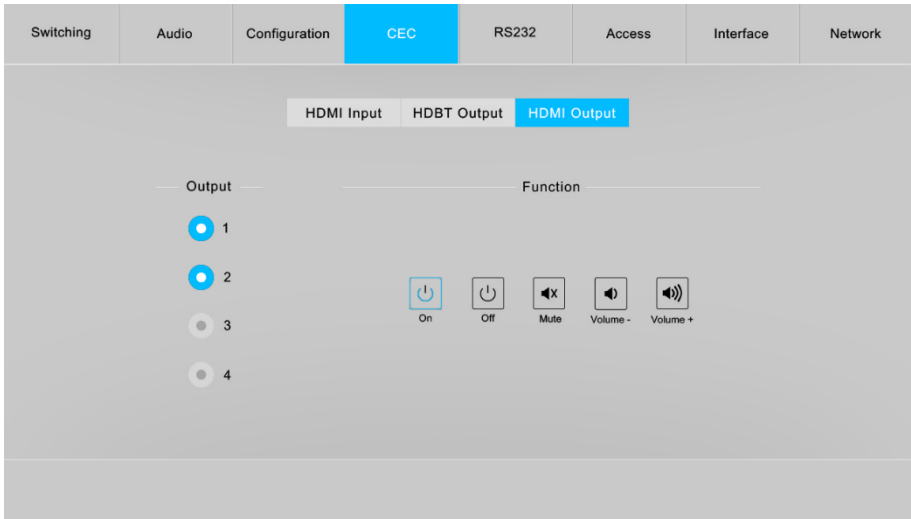 Switching Audio Configuration CEC RS232 Access Interface Network
HDMI Input HDBT Output HDMI Output
Output Function
1
2
3
4
On Off Mute Volume - Volume +